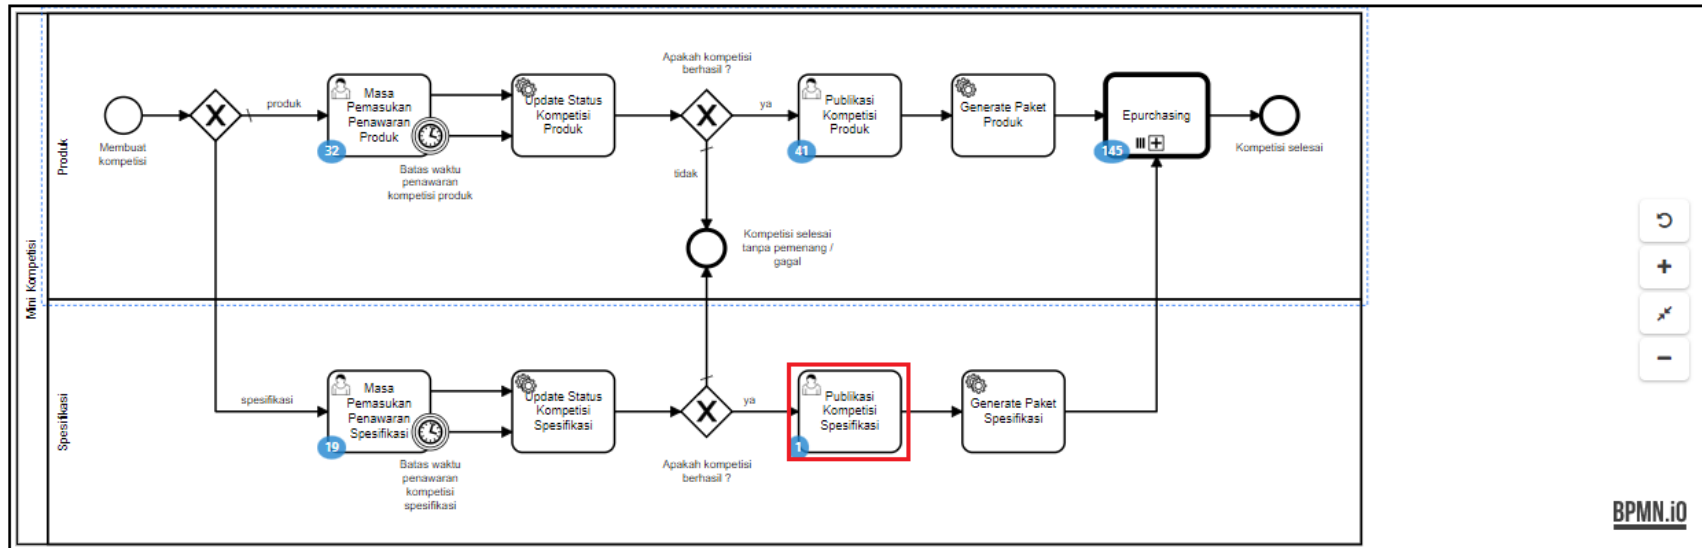 Mini Kompetisi
Produk
Membuat
kompetisi
produk
Masa
Pemasukan
Penawaran
Produk
32
Batas waktu
penawaran
kompetisi produk
Update Status
Kompetisi
Produk
Apakah kompetisi
berhasil ?
ya
tidak
Publikasi
Kompetisi
Produk
41
Generate Paket
Produk
Epurchasing
145
Kompetisi selesai
Kompetisi selesai
tanpa pemenang /
gagal
Spesifikasi
spesifikasi
Masa
Pemasukan
Penawaran
Spesifikasi
19
Batas waktu
penawaran
kompetisi
spesifikasi
Update Status
Kompetisi
Spesifikasi
Apakah kompetisi
berhasil ?
ya
Publikasi
Kompetisi
Spesifikasi
1
Generate Paket
Spesifikasi
BPMN.iO